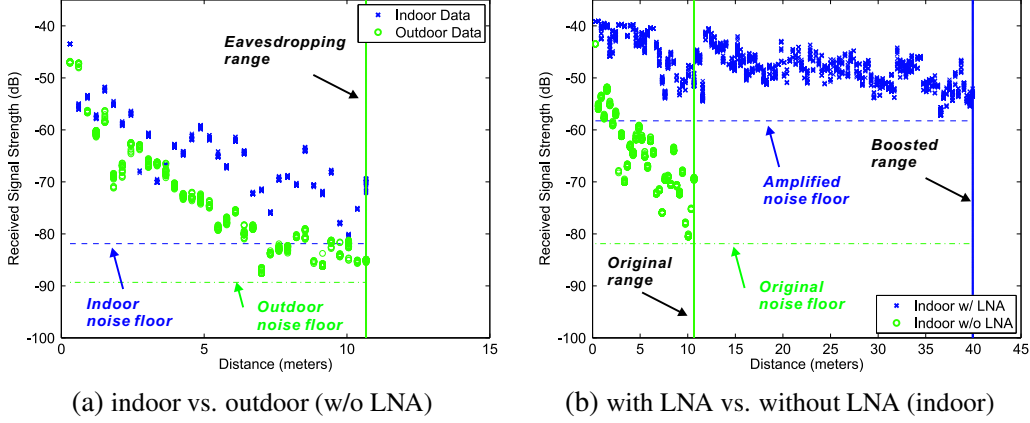 -40
-50
-60
-70
-80
-90
-100
0
5
10
15
Received Signal Strength (dB)
Distance (meters)
Indoor Data
Outdoor Data
Eavesdropping
range
Indoor
noise floor
Outdoor
noise floor
(a) indoor vs. outdoor (w/o LNA)
-40
-50
-60
-70
-80
-90
-100
0
5
10
15
20
25
30
35
40
45
Received Signal Strength (dB)
Distance (meters)
Boosted
range
Amplified
noise floor
Original
range
Original
noise floor
Indoor w/ LNA
Indoor w/o LNA
(b) with LNA vs. without LNA (indoor)